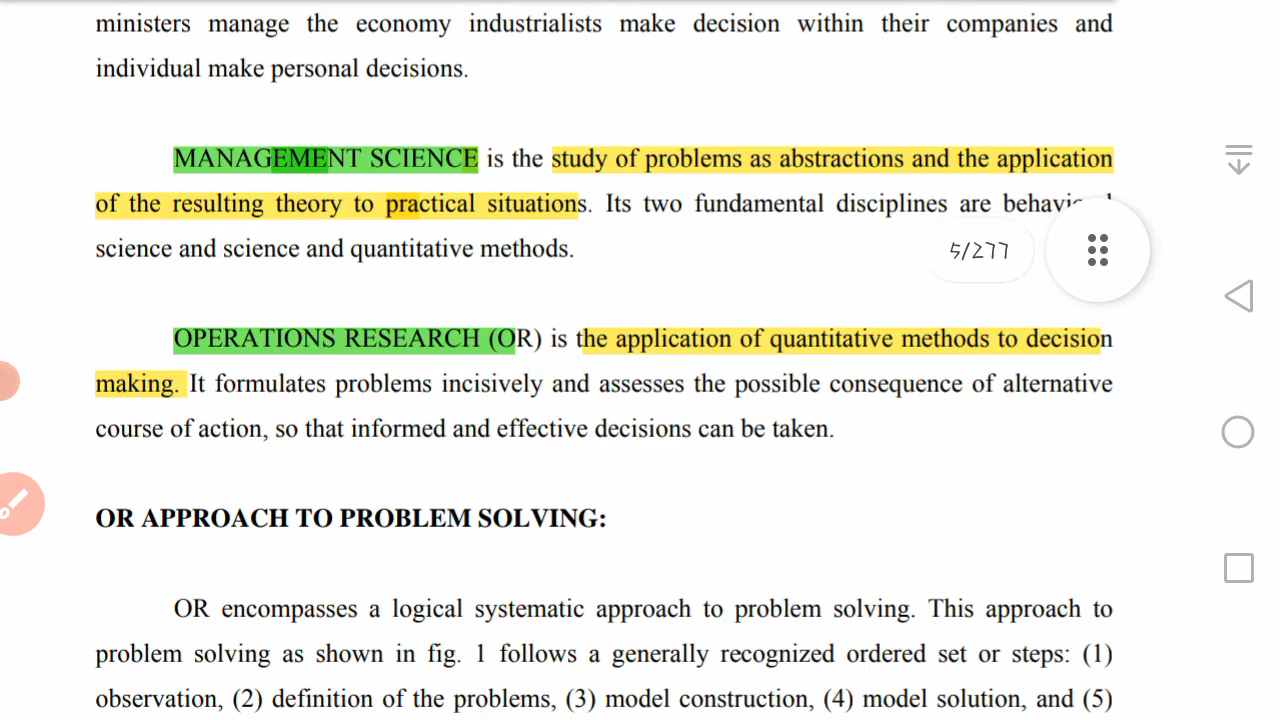 ministers manage the economy industrialists make decision within their companies and
individual make personal decisions.
MANAGEMENT SCIENCE is the study of problems as abstractions and the application
of the resulting theory to practical situations. Its two fundamental disciplines are
science and science and quantitative methods.
5/277
OPERATIONS RESEARCH (OR) is the application of quantitative methods to decision
making. It formulates problems incisively and assesses the possible consequence of alternative
course of action, so that informed and effective decisions can be taken.
OR APPROACH TO PROBLEM SOLVING:
OR encompasses a logical systematic approach to problem solving. This approach to
problem solving as shown in fig. 1 follows a generally recognized ordered set or steps: (1)
observation, (2) definition of the problems, (3) model construction, (4) model solution, and (5)